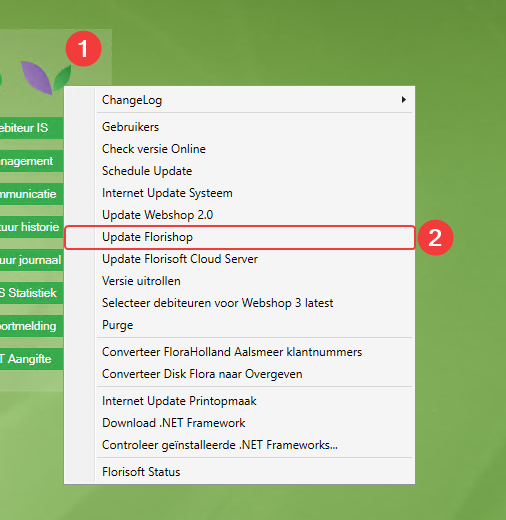 1
ChangeLog
Gebruikers
Check versie Online
Schedule Update
Internet Update Systeem
Update Webshop 2.0
Update Florishop
2
Update Florisoft Cloud Server
Versie uitrollen
Selecteer debiteuren voor Webshop 3 latest
Purge
Converteer FloraHolland Aalsmeer klantnummers
Converteer Disk Flora naar Overgeven
Internet Update Printopmaak
Download .NET Framework
Controleer geïnstalleerde .NET Frameworks...
Florisoft Status
ebiteur IS
nagement
mmunicatie
tuur historie
uur journaal
S Statistiek
oortmelding
T Aangifte